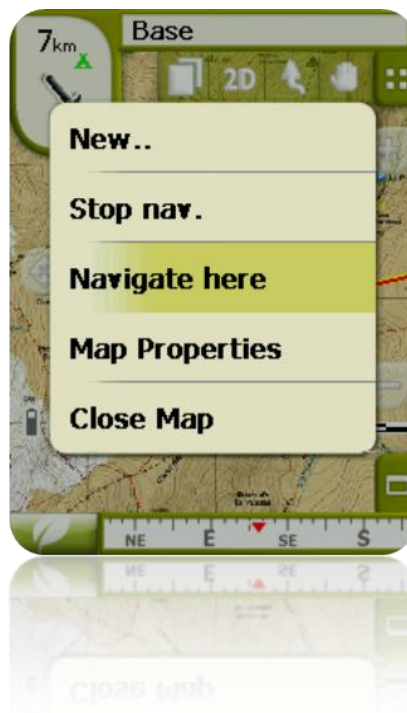 7km
Base
2D
New..
Stop nav.
Navigate here
Map Properties
Close Map
NE E SE S